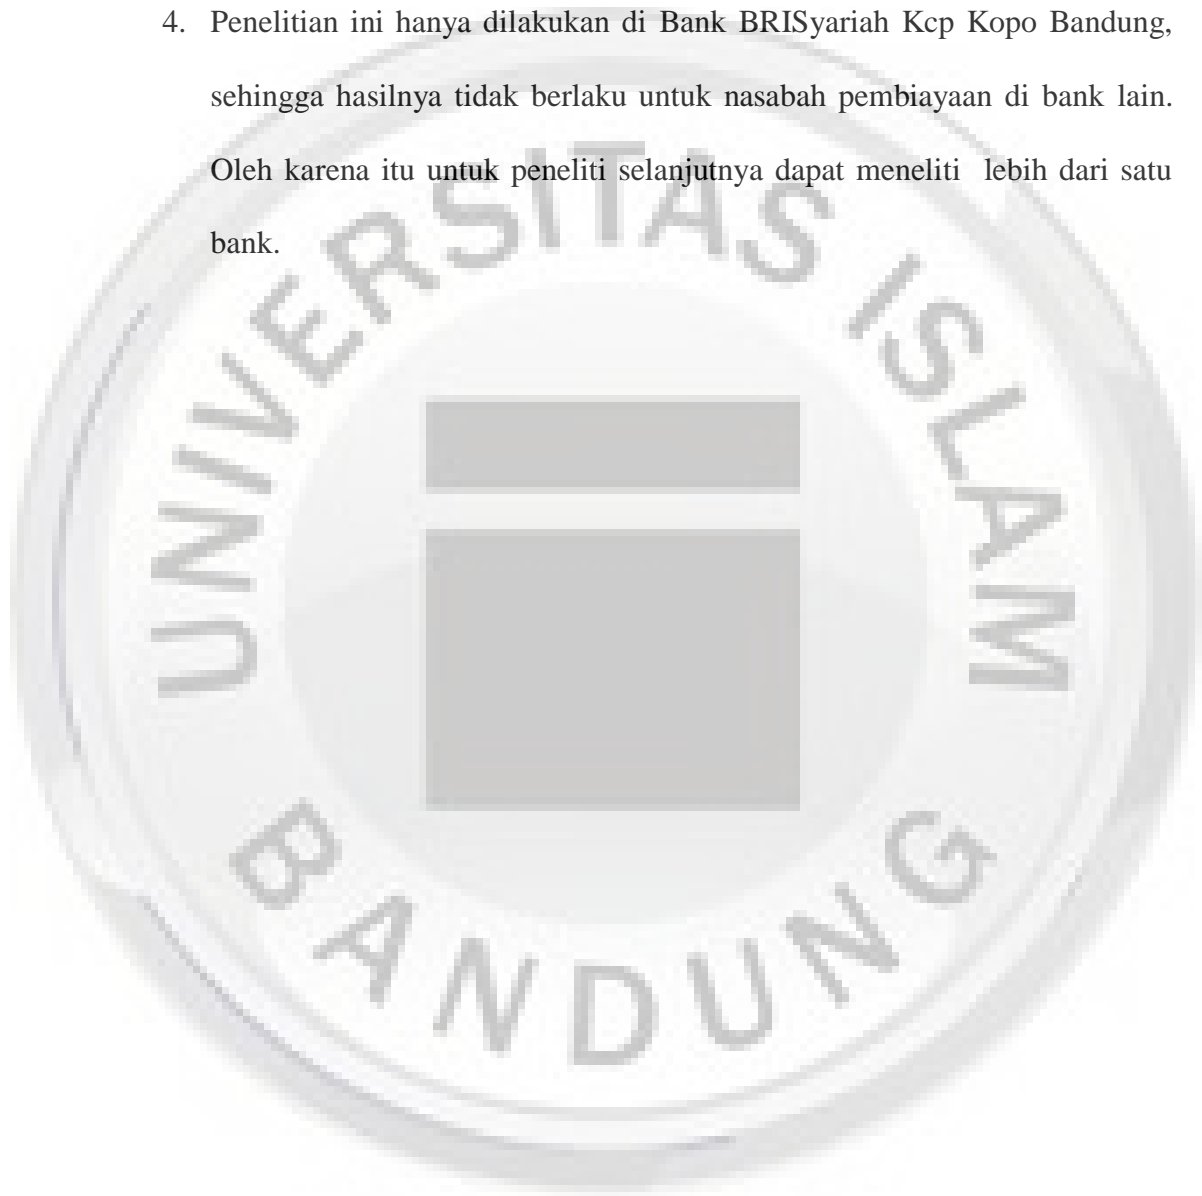 4. Penelitian ini hanya dilakukan di Bank BRISyariah Kcp Kopo Bandung,
sehingga hasilnya tidak berlaku untuk nasabah pembiayaan di bank lain.
Oleh karena itu untuk peneliti selanjutnya dapat meneliti lebih dari satu
bank.
UNIVERSITAS ISLAM
BANDUNG